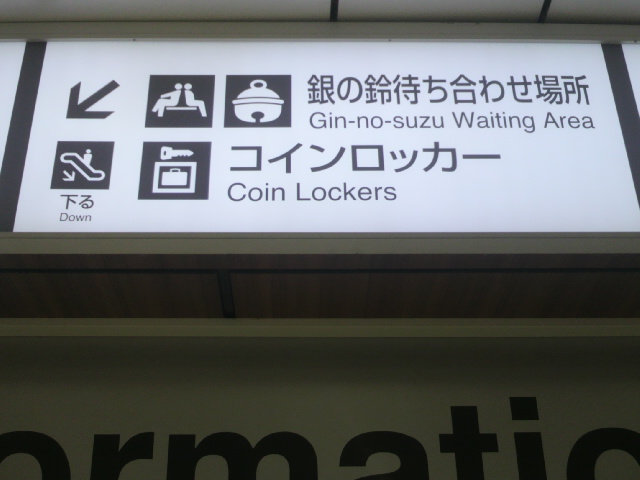 銀の鈴待ち合わせ場所
Gin-no-suzu Waiting Area
コインロッカー
Coin Lockers
下る
Down
ormatio